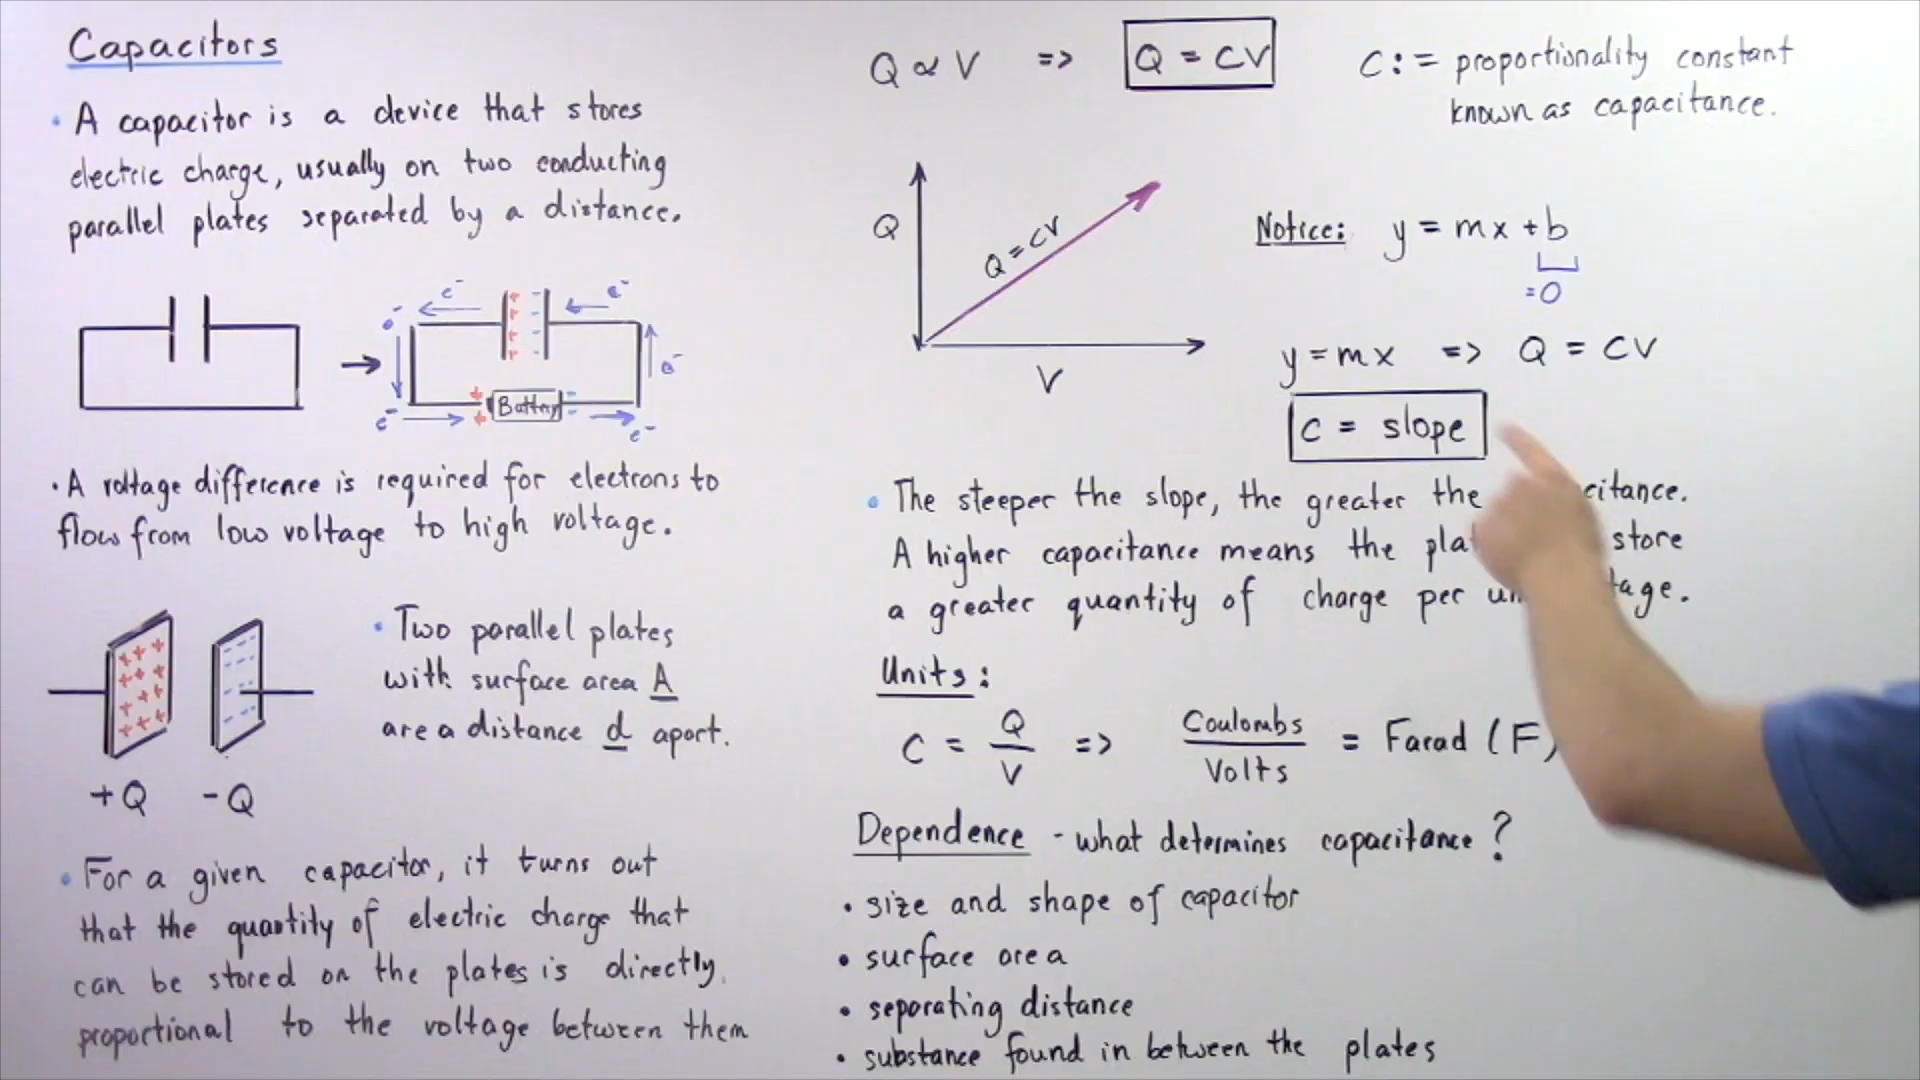 Capacitors
• A capacitor is a device that stores
electric charge, usually on two conducting
parallel plates separated by a distance.
e⁻ e⁻
e⁻
e⁻
Battery
e⁻ e⁻
• A voltage difference is required for electrons to
flow from low voltage to high voltage.
• Two parallel plates
with surface area A
are a distance d apart.
+Q -Q
• For a given capacitor, it turns out
that the quantity of electric charge that
can be stored on the plates is directly
proportional to the voltage between them
Q ∝ V => Q = CV
C := proportionality constant
known as capacitance.
Q
Q = CV
V
Notice: y = mx + b
= 0
y = mx => Q = CV
C = slope
• The steeper the slope, the greater the citance.
A higher capacitance means the pla store
a greater quantity of charge per un tage.
Units:
C = Q/V => Coulombs/Volts = Farad (F)
Dependence - what determines capacitance?
• size and shape of capacitor
• surface area
• separating distance
• substance found in between the plates